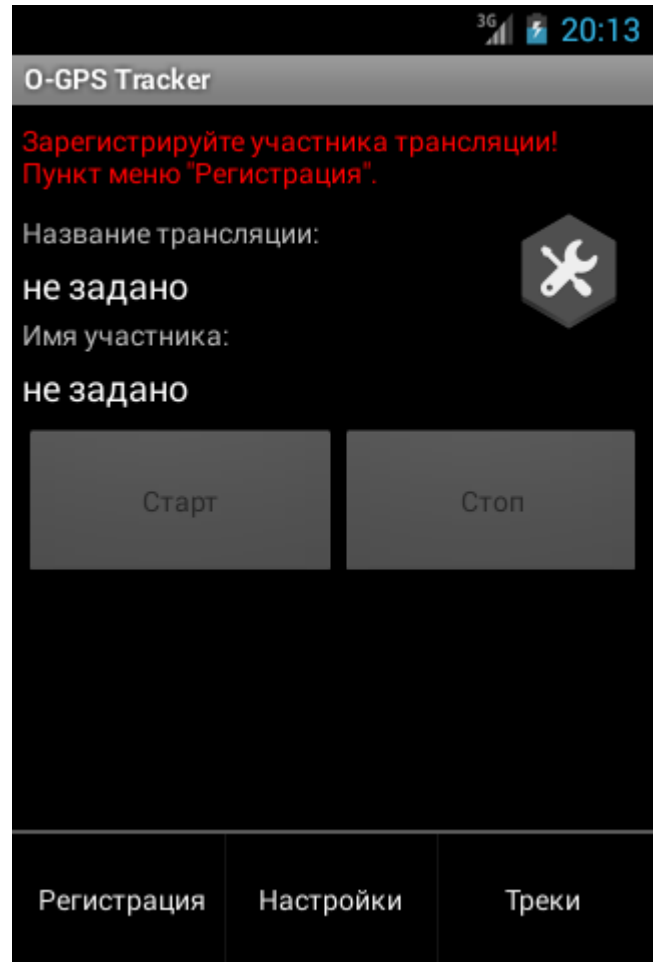 3G 20:13
O-GPS Tracker
Зарегистрируйте участника трансляции!
Пункт меню "Регистрация".
Название трансляции:
не задано
Имя участника:
не задано
Старт Стоп
Регистрация Настройки Треки